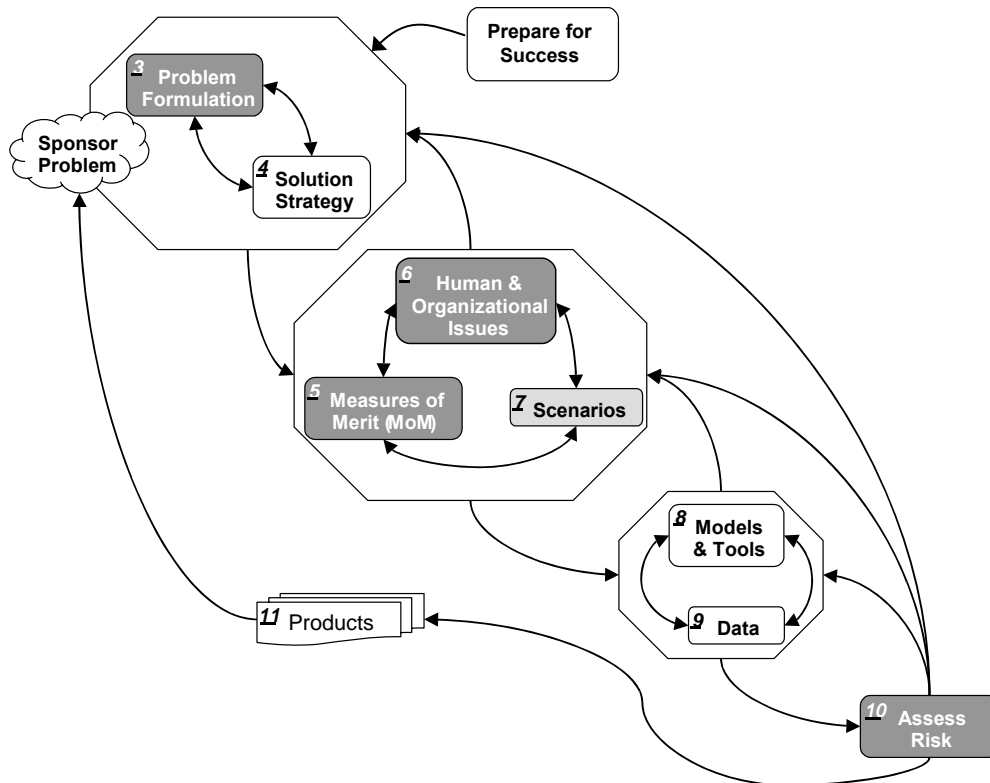 Prepare for
Success
3 Problem
Formulation
Sponsor
Problem
4 Solution
Strategy
6 Human &
Organizational
Issues
5 Measures of
Merit (MoM)
7 Scenarios
8 Models
& Tools
9 Data
11 Products
10 Assess
Risk